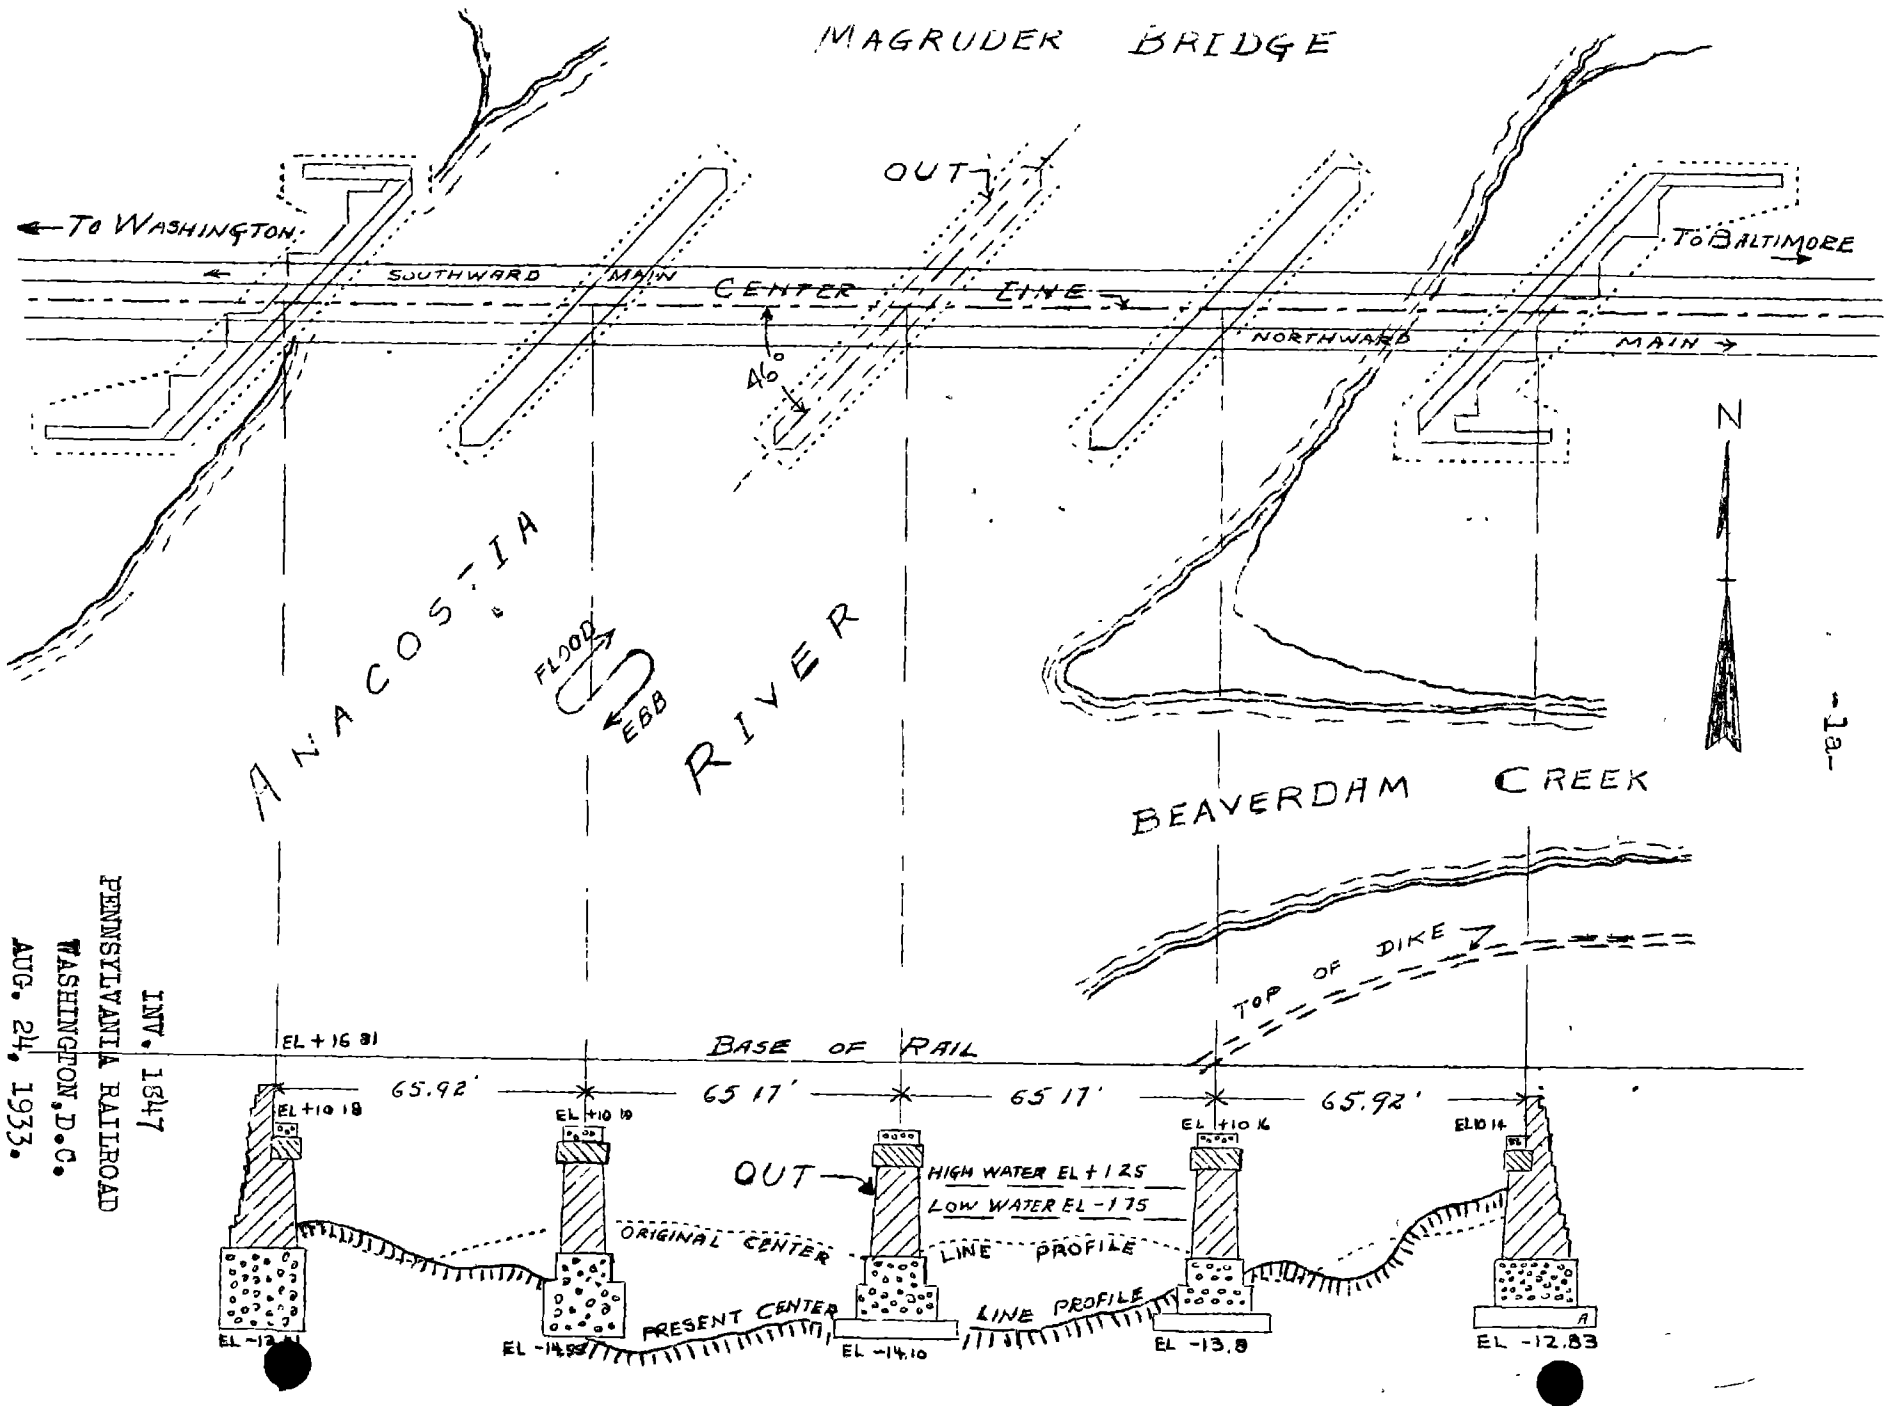 MAGRUDER BRIDGE
OUT
← TO WASHINGTON
TO BALTIMORE →
← SOUTHWARD MAIN
CENTER LINE
NORTHWARD MAIN →
46°
N
ANACOSTIA
RIVER
FLOOD
EBB
-1a-
BEAVERDAM CREEK
TOP OF DIKE
EL + 16 81
BASE OF RAIL
65.92'
65 17'
65 17'
65.92'
EL +10 18
EL +10 10
EL +10 16
EL 10 14
OUT
HIGH WATER EL + 1 25
LOW WATER EL - 1 75
ORIGINAL CENTER LINE PROFILE
PRESENT CENTER LINE PROFILE
EL
EL
EL -14.10
EL -13.8
EL -12.83
A
INV. 1847
PENNSYLVANIA RAILROAD
WASHINGTON, D.C.
AUG. 24, 1933.